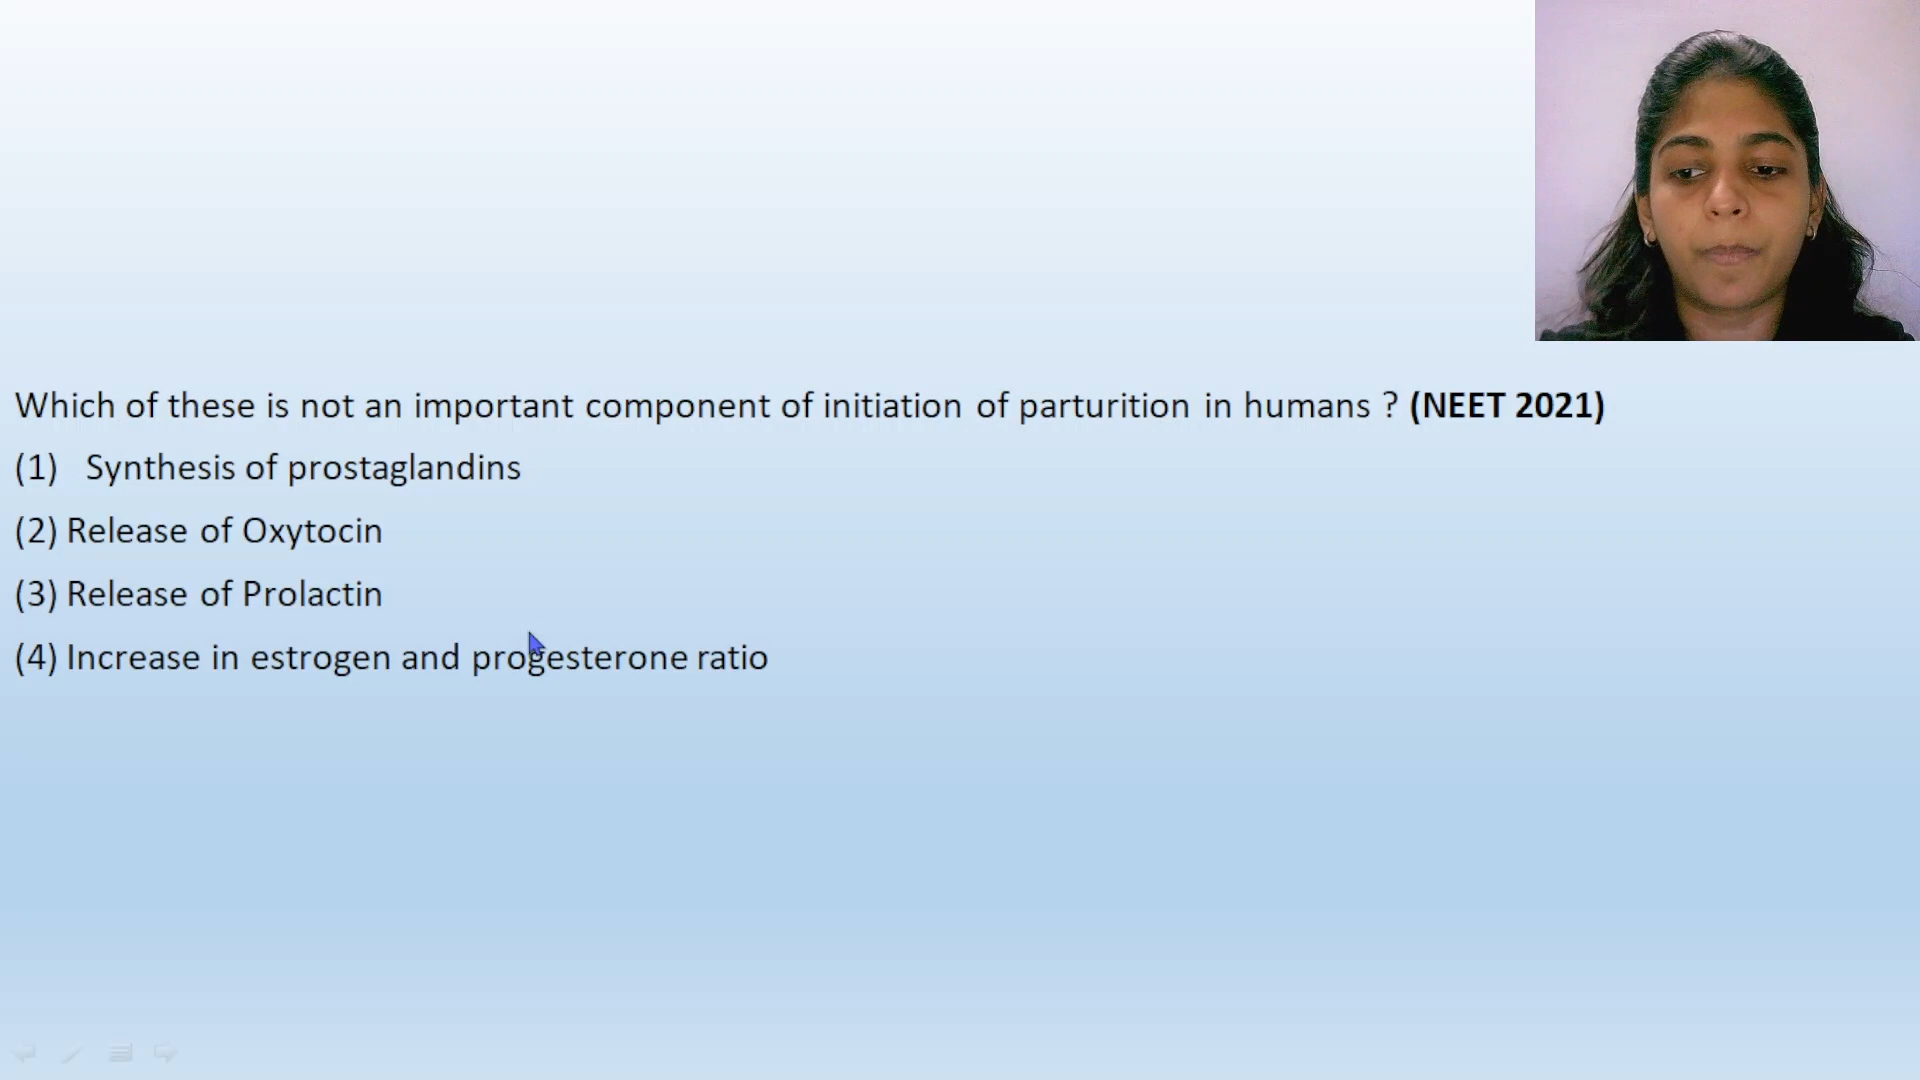 Which of these is not an important component of initiation of parturition in humans ? (NEET 2021)
(1) Synthesis of prostaglandins
(2) Release of Oxytocin
(3) Release of Prolactin
(4) Increase in estrogen and progesterone ratio